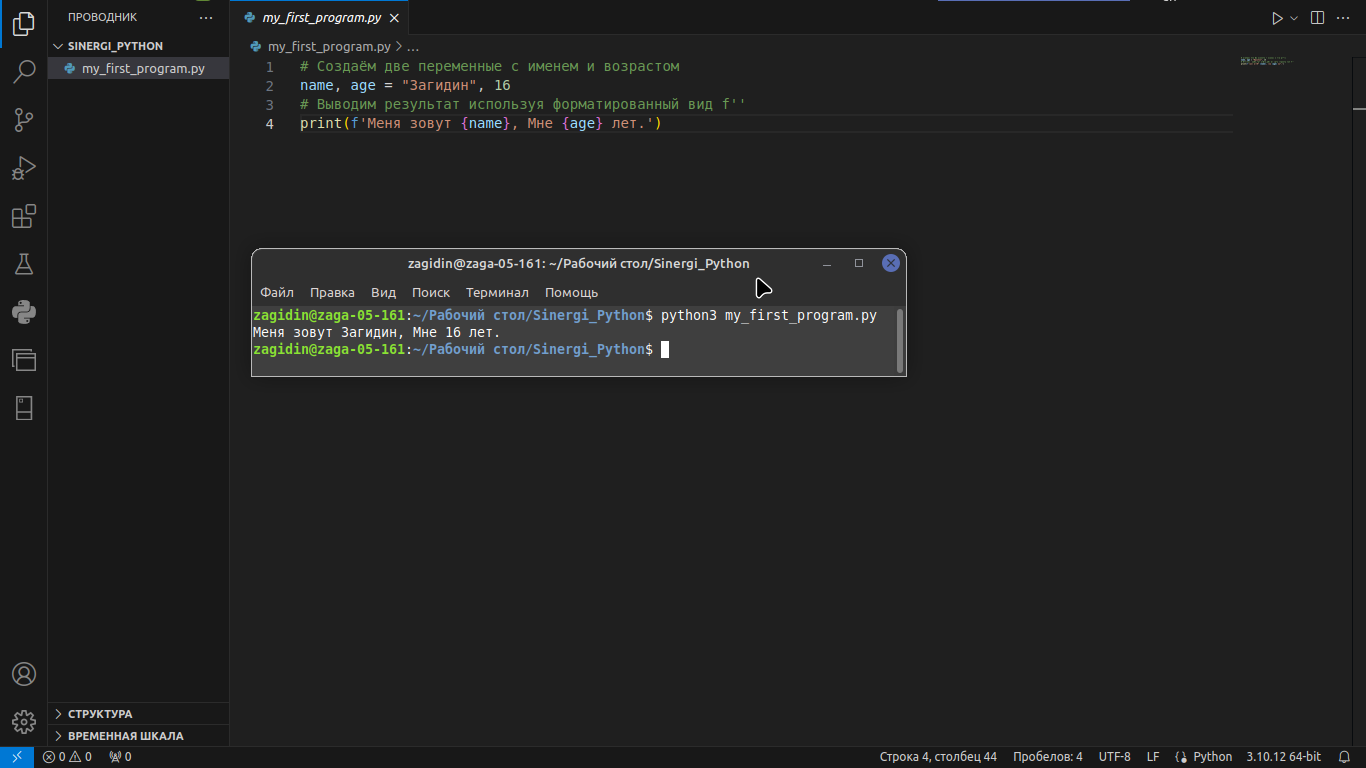 ПРОВОДНИК
SINERGI_PYTHON
my_first_program.py
СТРУКТУРА
ВРЕМЕННАЯ ШКАЛА
my_first_program.py
my_first_program.py > ...
1 # Создаём две переменные с именем и возрастом
2 name, age = "Загидин", 16
3 # Выводим результат используя форматированный вид f''
4 print(f'Меня зовут {name}, Мне {age} лет.')
zagidin@zaga-05-161: ~/Рабочий стол/Sinergi_Python
Файл Правка Вид Поиск Терминал Помощь
zagidin@zaga-05-161:~/Рабочий стол/Sinergi_Python$ python3 my_first_program.py
Меня зовут Загидин, Мне 16 лет.
zagidin@zaga-05-161:~/Рабочий стол/Sinergi_Python$
0 0 0 Строка 4, столбец 44 Пробелов: 4 UTF-8 LF Python 3.10.12 64-bit